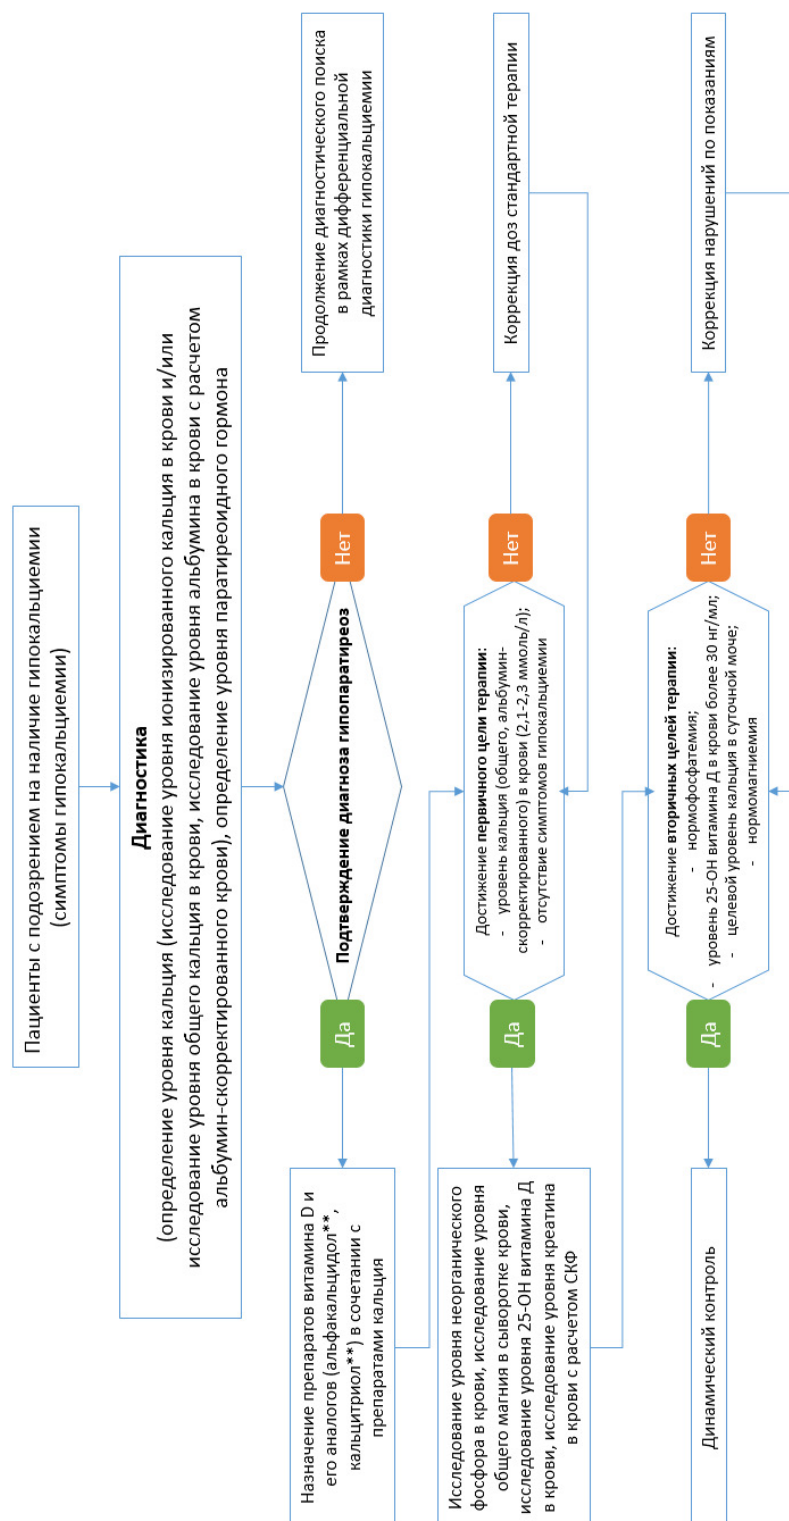 Пациенты с подозрением на наличие гипокальциемии
(симптомы гипокальциемии)
Диагностика
(определение уровня кальция (исследование уровня ионизированного кальция в крови и/или
исследование уровня общего кальция в крови, исследование уровня альбумина в крови с расчетом
альбумин-скорректированного крови), определение уровня паратиреоидного гормона
Подтверждение диагноза гипопаратиреоз
Да
Нет
Назначение препаратов витамина D и
его аналогов (альфакальцидол**,
кальцитриол**) в сочетании с
препаратами кальция
Продолжение диагностического поиска
в рамках дифференциальной
диагностики гипокальциемии
Достижение первичного цели терапии:
- уровень кальция (общего, альбумин-
скорректированного) в крови (2,1-2,3 ммоль/л);
- отсутствие симптомов гипокальциемии
Да
Нет
Исследование уровня неорганического
фосфора в крови, исследование уровня
общего магния в сыворотке крови,
исследование уровня 25-ОН витамина Д
в крови, исследование уровня креатина
в крови с расчетом СКФ
Коррекция доз стандартной терапии
Достижение вторичных целей терапии:
- нормофосфатемия;
- уровень 25-ОН витамина Д в крови более 30 нг/мл;
- целевой уровень кальция в суточной моче;
- нормомагниемия
Да
Нет
Динамический контроль
Коррекция нарушений по показаниям